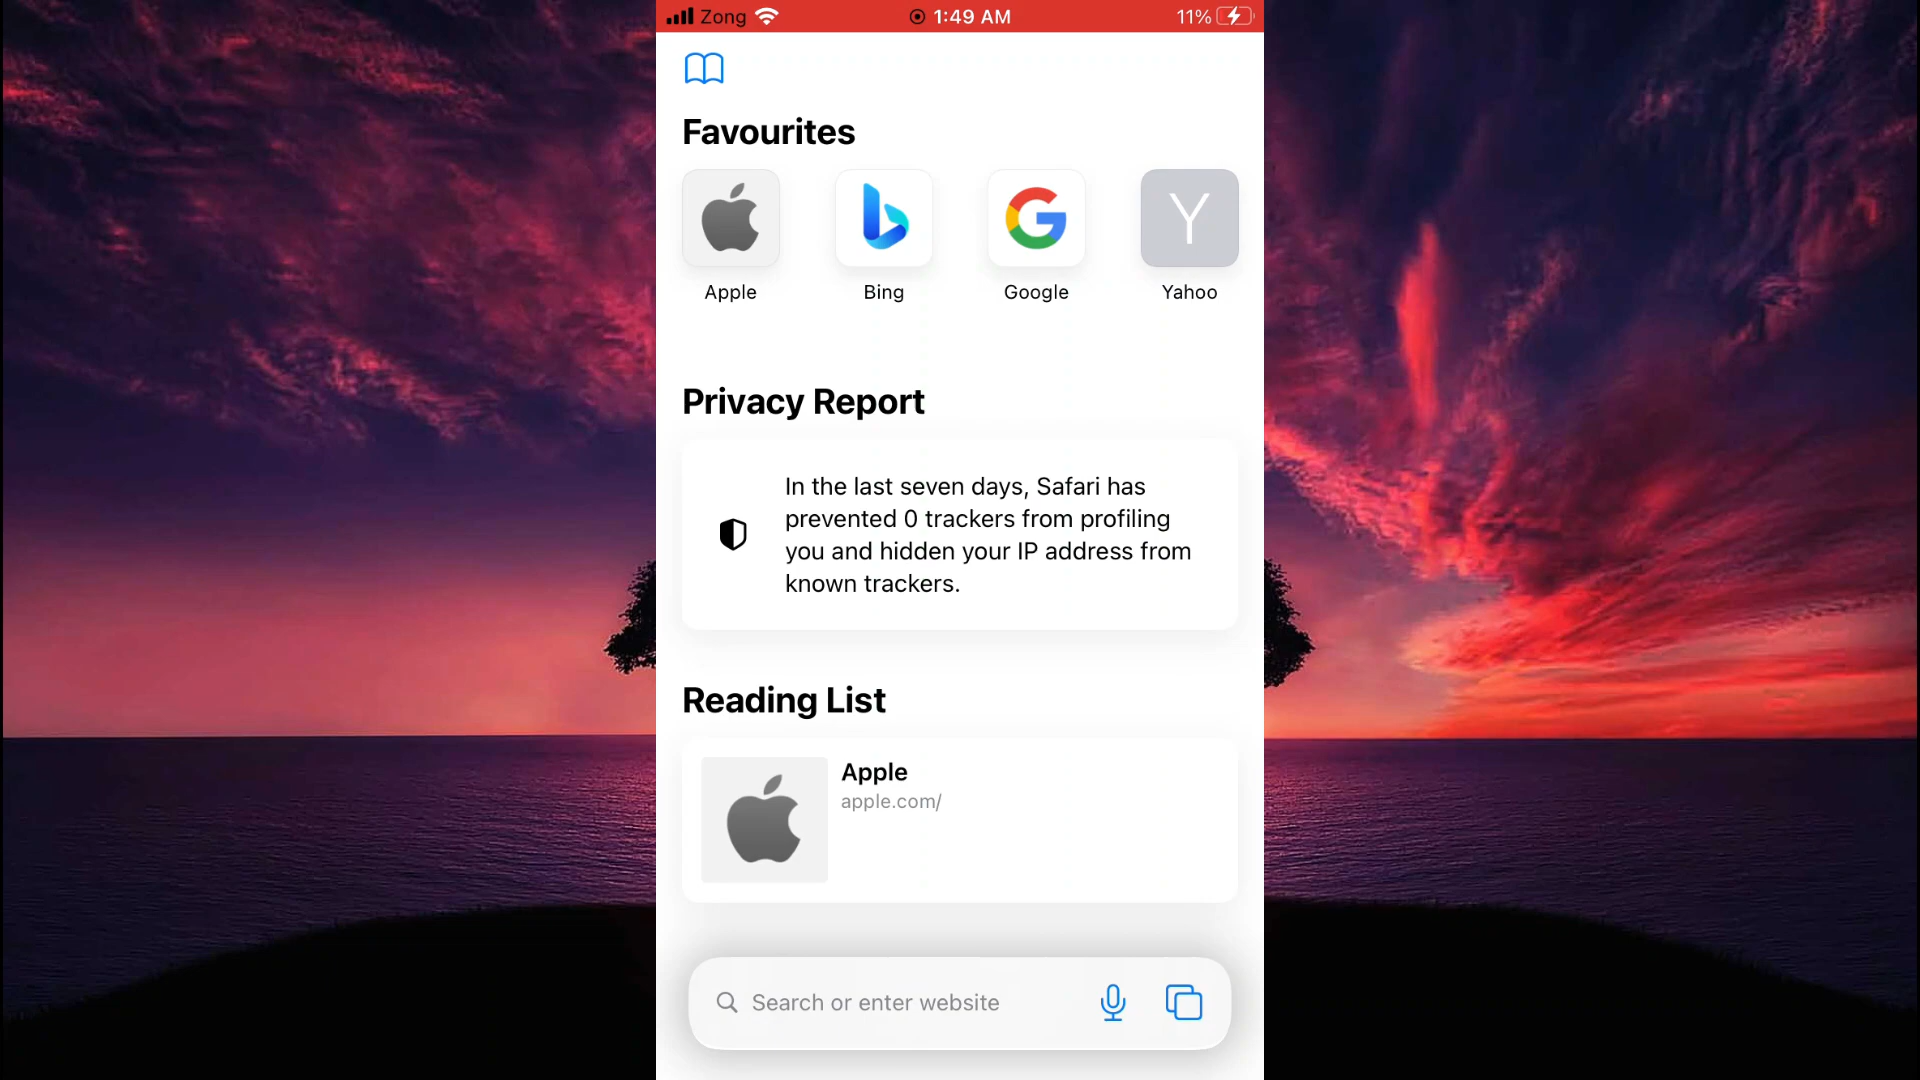 Zong 1:49 AM 11%
Favourites
Y
Apple Bing Google Yahoo
Privacy Report
In the last seven days, Safari has
prevented 0 trackers from profiling
you and hidden your IP address from
known trackers.
Reading List
Apple
apple.com/
Search or enter website